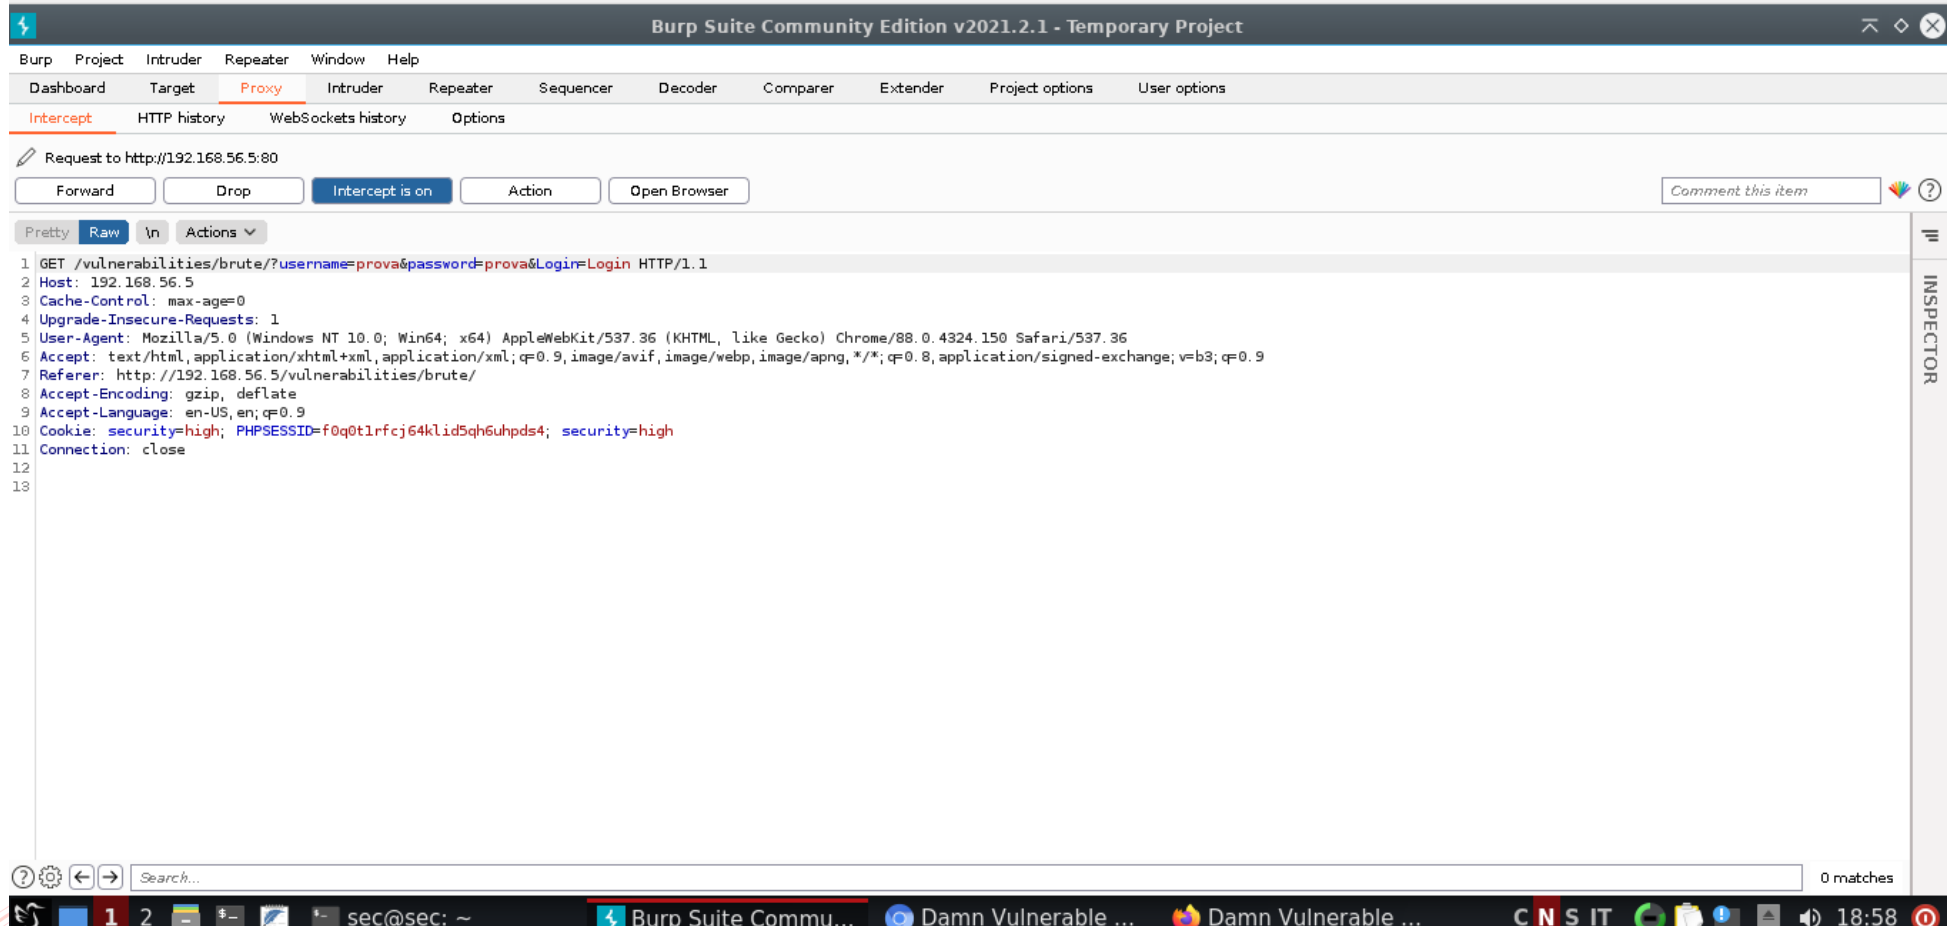 Burp Suite Community Edition v2021.2.1 - Temporary Project
Burp Project Intruder Repeater Window Help
Dashboard Target Proxy Intruder Repeater Sequencer Decoder Comparer Extender Project options User options
Intercept HTTP history WebSockets history Options
Request to http://192.168.56.5:80
Forward Drop Intercept is on Action Open Browser Comment this item ?
Pretty Raw \n Actions
1 GET /vulnerabilities/brute/?username=prova&password=prova&Login=Login HTTP/1.1
2 Host: 192.168.56.5
3 Cache-Control: max-age=0
4 Upgrade-Insecure-Requests: 1
5 User-Agent: Mozilla/5.0 (Windows NT 10.0; Win64; x64) AppleWebKit/537.36 (KHTML, like Gecko) Chrome/88.0.4324.150 Safari/537.36
6 Accept: text/html,application/xhtml+xml,application/xml;q=0.9,image/avif,image/webp,image/apng,*/*;q=0.8,application/signed-exchange;v=b3;q=0.9
7 Referer: http://192.168.56.5/vulnerabilities/brute/
8 Accept-Encoding: gzip, deflate
9 Accept-Language: en-US,en;q=0.9
10 Cookie: security=high; PHPSESSID=f0q0t1rfcj64klid5qh6uhpds4; security=high
11 Connection: close
12
13
INSPECTOR
? Search... 0 matches
1 2 $_ sec@sec: ~ Burp Suite Commu... Damn Vulnerable ... Damn Vulnerable ... C N S IT 18:58